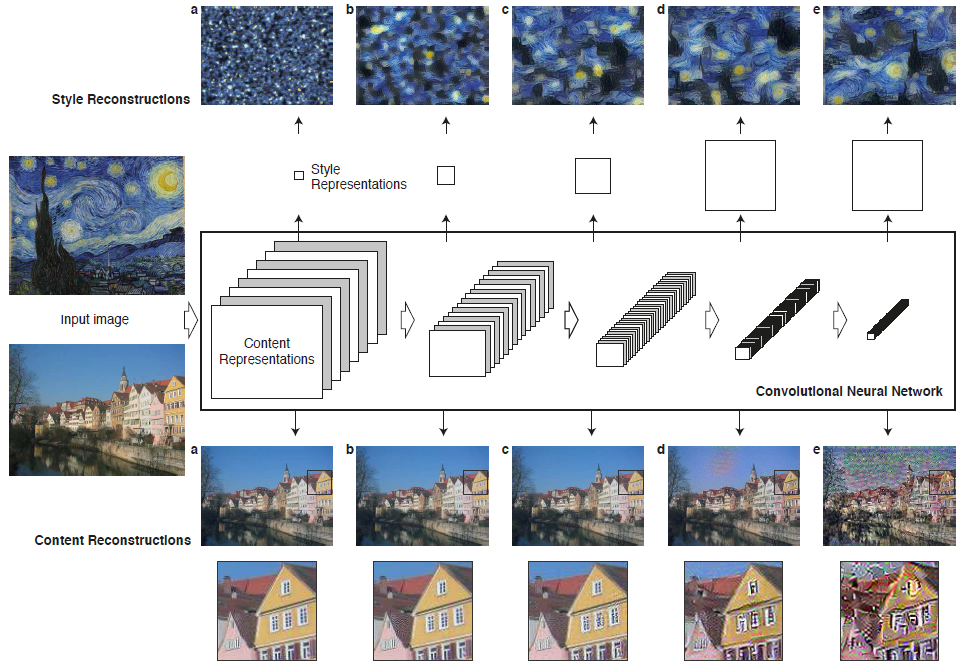 a b c d e
Style Reconstructions
Style
Representations
Input image
Content
Representations
Convolutional Neural Network
a b c d e
Content Reconstructions